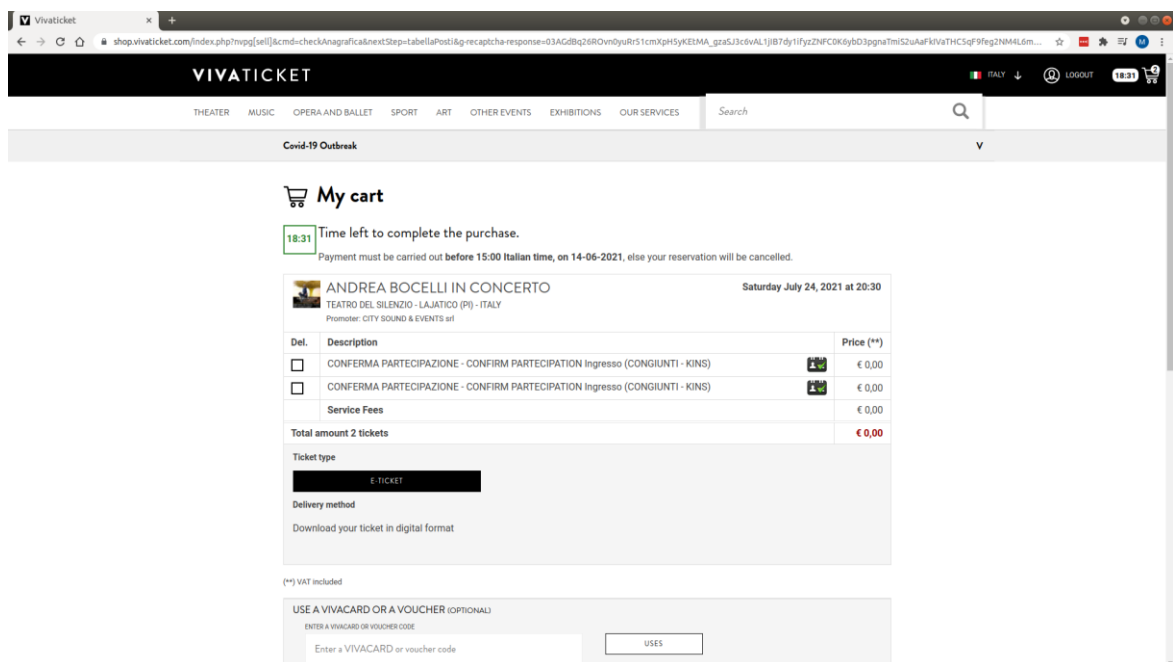 Vivaticket
shop.vivaticket.com/index.php?nvpg[sell]&cmd=checkAnagrafica&nextStep=tabellaPosti&g-recaptcha-response=
VIVATICKET
ITALY
LOGOUT
18:31
2
THEATER MUSIC OPERA AND BALLET SPORT ART OTHER EVENTS EXHIBITIONS OUR SERVICES Search
Covid-19 Outbreak V
My cart
18:31 Time left to complete the purchase.
Payment must be carried out before 15:00 Italian time, on 14-06-2021, else your reservation will be cancelled.
ANDREA BOCELLI IN CONCERTO Saturday July 24, 2021 at 20:30
TEATRO DEL SILENZIO - LAJATICO (PI) - ITALY
Promoter: CITY SOUND & EVENTS srl
Del. Description Price (**)
CONFERMA PARTECIPAZIONE - CONFIRM PARTECIPATION Ingresso (CONGIUNTI - KINS) € 0,00
CONFERMA PARTECIPAZIONE - CONFIRM PARTECIPATION Ingresso (CONGIUNTI - KINS) € 0,00
Service Fees € 0,00
Total amount 2 tickets € 0,00
Ticket type
E-TICKET
Delivery method
Download your ticket in digital format
(**) VAT included
USE A VIVACARD OR A VOUCHER (OPTIONAL)
ENTER A VIVACARD OR VOUCHER CODE
Enter a VIVACARD or voucher code USES